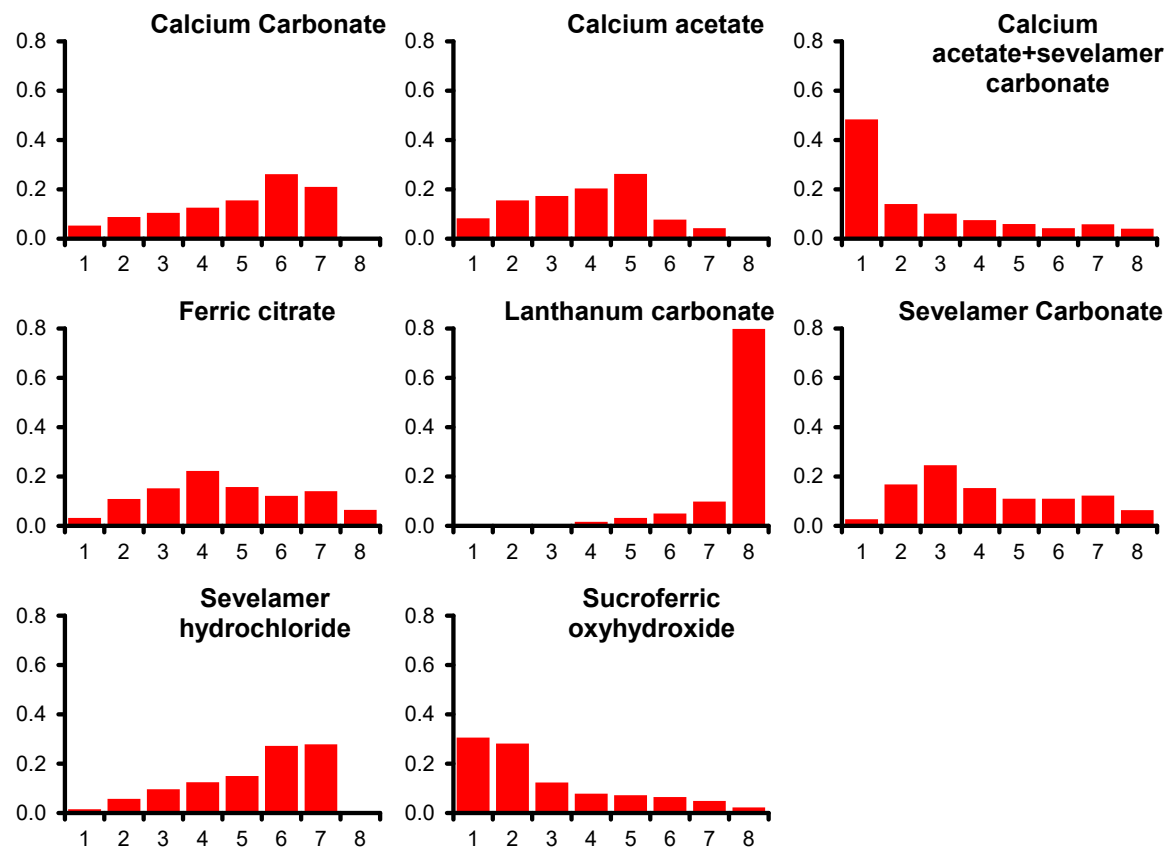 Calcium Carbonate
0.8
0.6
0.4
0.2
0.0
1 2 3 4 5 6 7 8
Calcium acetate
0.8
0.6
0.4
0.2
0.0
1 2 3 4 5 6 7 8
Calcium
acetate+sevelamer
carbonate
0.8
0.6
0.4
0.2
0.0
1 2 3 4 5 6 7 8
Ferric citrate
0.8
0.6
0.4
0.2
0.0
1 2 3 4 5 6 7 8
Lanthanum carbonate
0.8
0.6
0.4
0.2
0.0
1 2 3 4 5 6 7 8
Sevelamer Carbonate
0.8
0.6
0.4
0.2
0.0
1 2 3 4 5 6 7 8
Sevelamer
hydrochloride
0.8
0.6
0.4
0.2
0.0
1 2 3 4 5 6 7 8
Sucroferric
oxyhydroxide
0.8
0.6
0.4
0.2
0.0
1 2 3 4 5 6 7 8